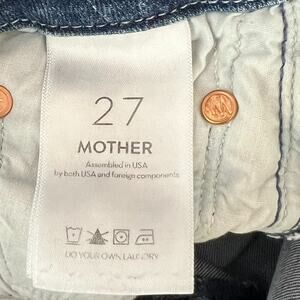 27
MOTHER
Assembled in USA
by both USA and foreign components
DO YOUR OWN LAUNDRY